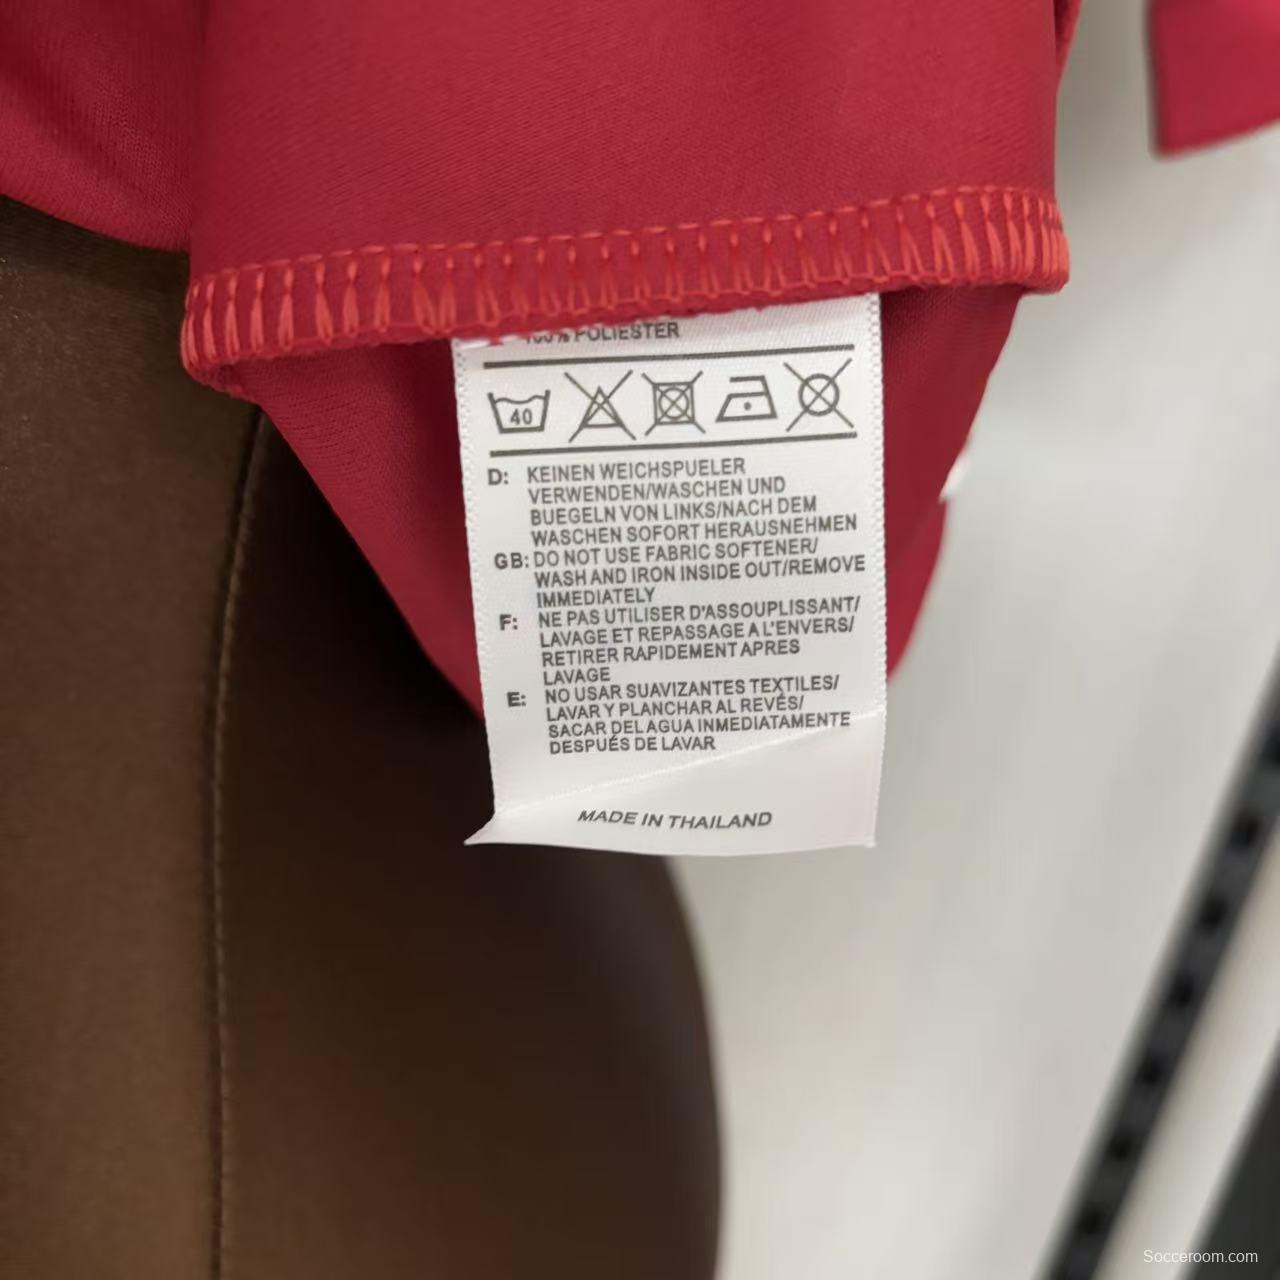 100% POLIESTER
40
D: KEINEN WEICHSPUELER
VERWENDEN/WASCHEN UND
BUEGELN VON LINKS/NACH DEM
WASCHEN SOFORT HERAUSNEHMEN
GB: DO NOT USE FABRIC SOFTENER/
WASH AND IRON INSIDE OUT/REMOVE
IMMEDIATELY
F: NE PAS UTILISER D'ASSOUPLISSANT/
LAVAGE ET REPASSAGE A L'ENVERS/
RETIRER RAPIDEMENT APRES
LAVAGE
E: NO USAR SUAVIZANTES TEXTILES/
LAVAR Y PLANCHAR AL REVÉS/
SACAR DEL AGUA INMEDIATAMENTE
DESPUÉS DE LAVAR
MADE IN THAILAND
Socceroom.com